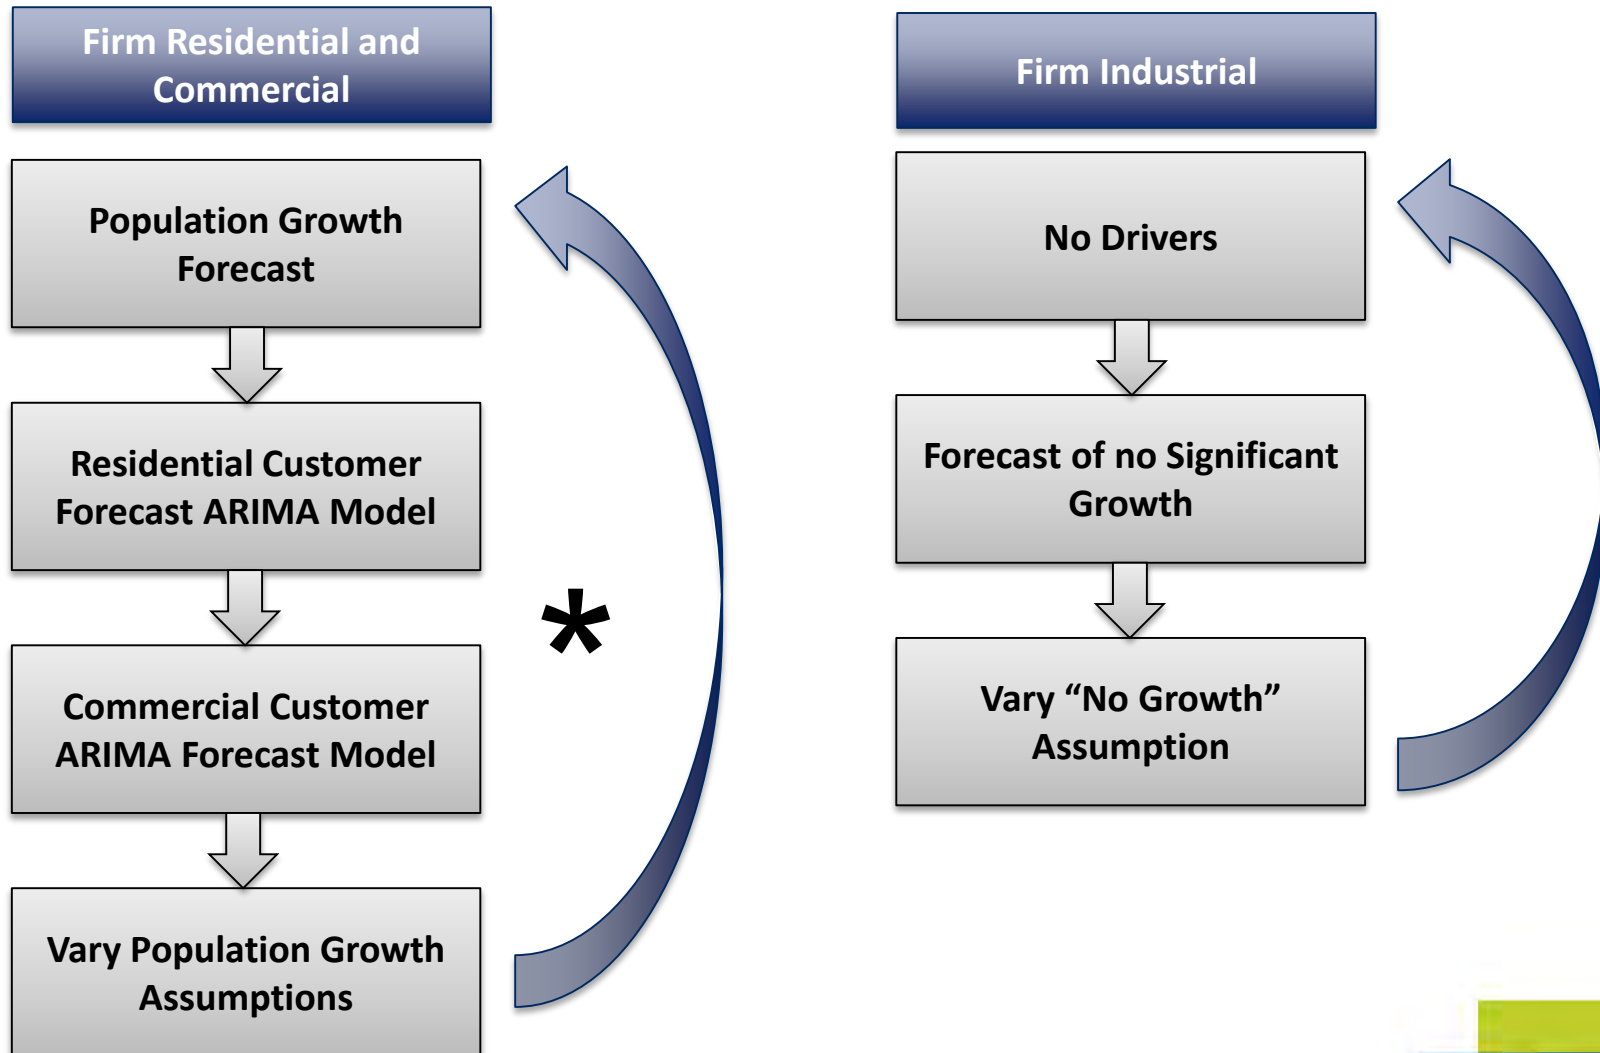 Firm Residential and
Commercial
Population Growth
Forecast
Residential Customer
Forecast ARIMA Model
Commercial Customer
ARIMA Forecast Model
Vary Population Growth
Assumptions
*
Firm Industrial
No Drivers
Forecast of no Significant
Growth
Vary “No Growth”
Assumption